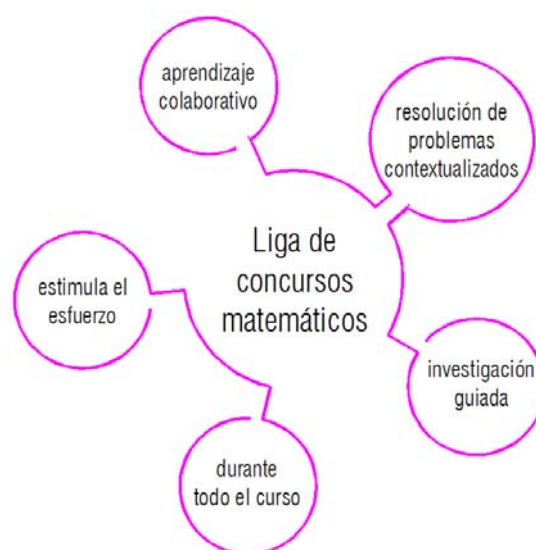 aprendizaje
colaborativo
resolución de
problemas
contextualizados
Liga de
concursos
matemáticos
estimula el
esfuerzo
investigación
guiada
durante
todo el curso